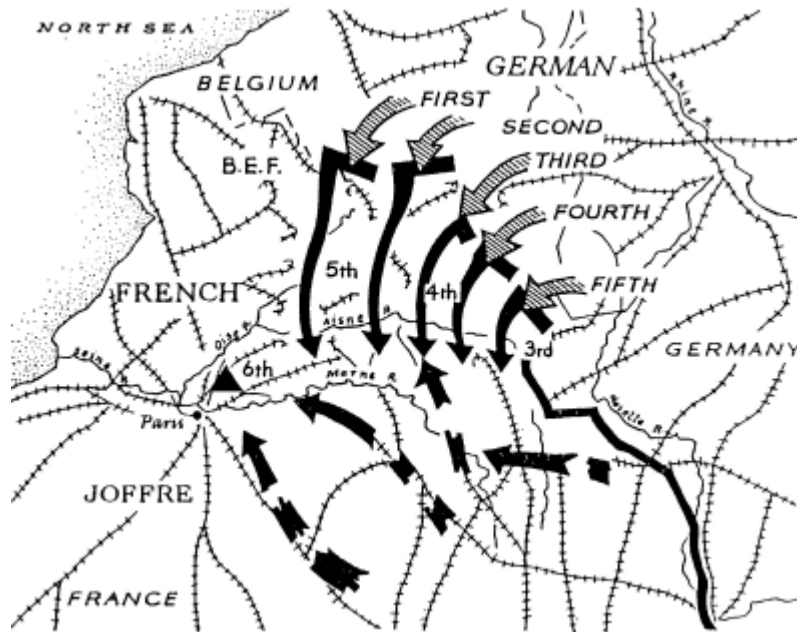 NORTH SEA
BELGIUM
GERMAN
Rhine R.
FIRST
SECOND
B.E.F.
THIRD
FOURTH
5th
FRENCH
4th
FIFTH
Oise R.
Aisne R.
3rd
GERMANY
Seine R.
6th
Marne R.
Moselle R.
Paris
JOFFRE
FRANCE